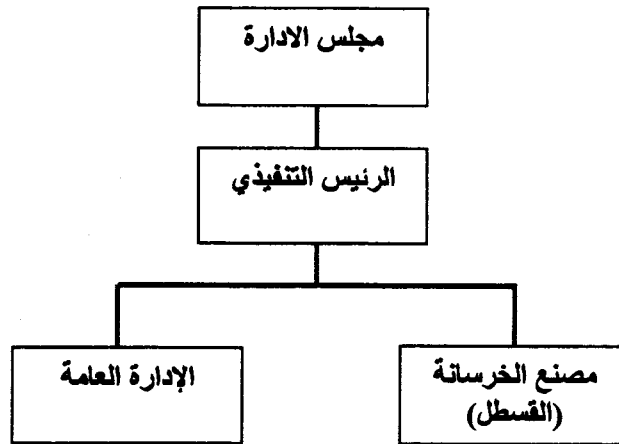 مجلس الادارة
الرئيس التنفيذي
مصنع الخرسانة
(القسطل)
الإدارة العامة